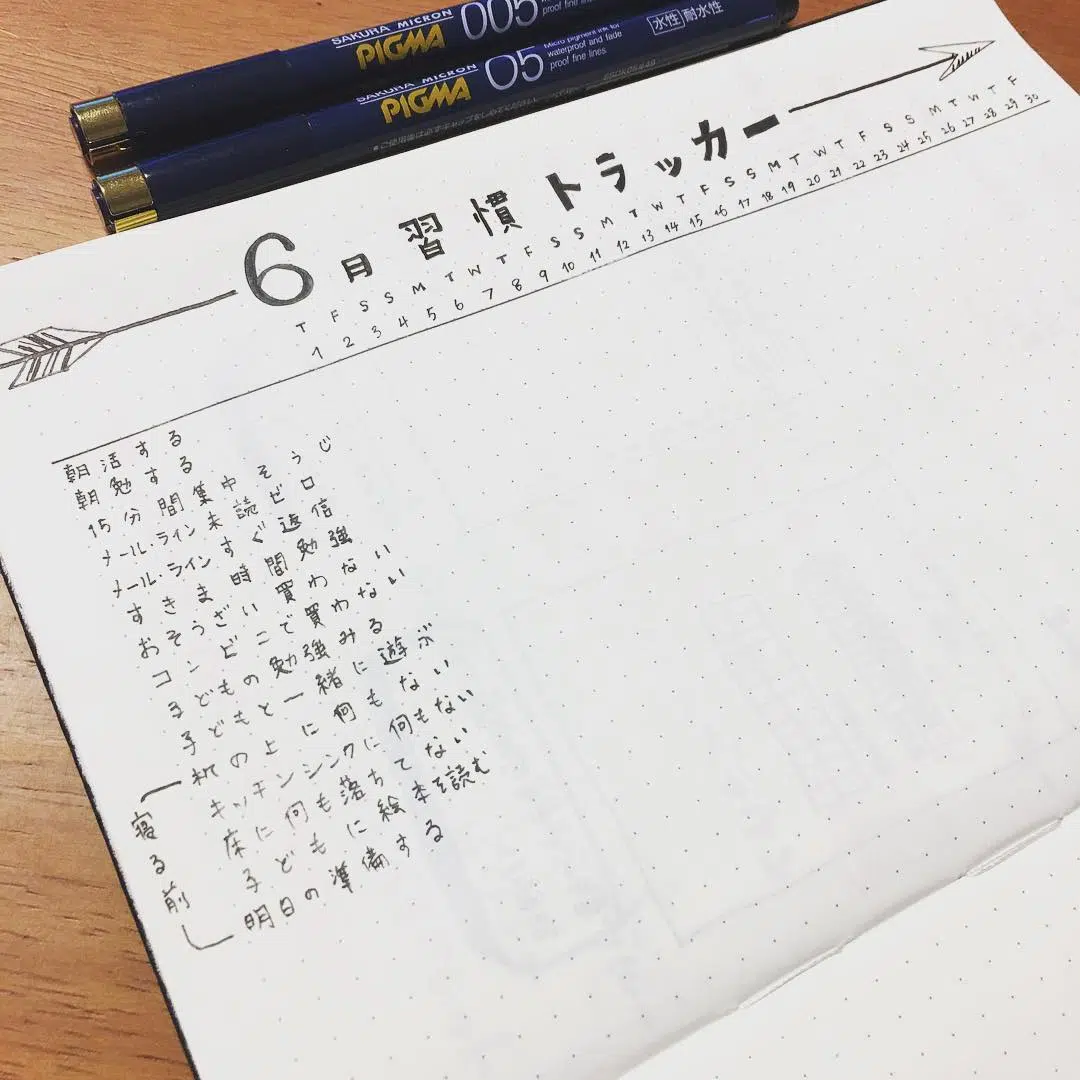 SAKURA MICRON PIGMA 005 proof fine lines
SAKURA MICRON PIGMA 05 Micro pigment ink for waterproof and fade proof fine lines 水性 耐水性
6月 習慣トラッカー
T F S S M T W T F S S M T W T F S S M T W T F S S M T W T F
1 2 3 4 5 6 7 8 9 10 11 12 13 14 15 16 17 18 19 20 21 22 23 24 25 26 27 28 29 30
朝活する
朝勉する
15分間集中そうじ
メール・ライン未読ゼロ
メール・ラインすぐ返信
すきま時間勉強
おそうざい買わない
コンビニで買わない
子どもの勉強みる
子どもと一緒に遊ぶ
机の上に何もない
キッチンシンクに何もない
床に何も落ちてない
子どもに絵本を読む
明日の準備する
寝る前